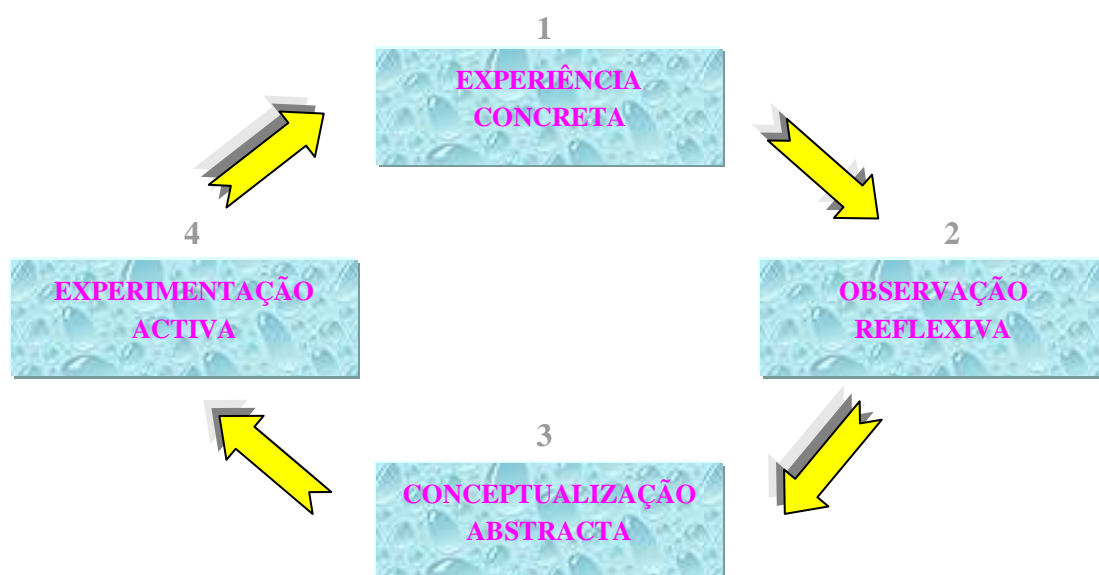 1
EXPERIÊNCIA
CONCRETA
2
OBSERVAÇÃO
REFLEXIVA
3
CONCEPTUALIZAÇÃO
ABSTRACTA
4
EXPERIMENTAÇÃO
ACTIVA